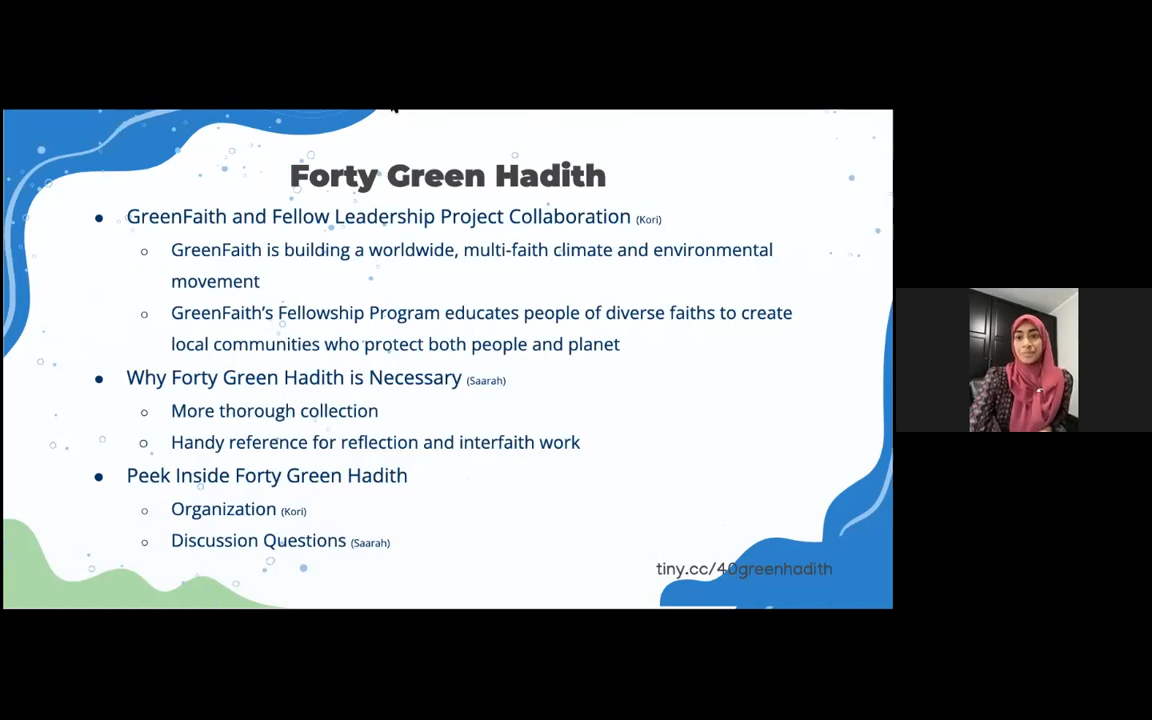 Forty Green Hadith
● GreenFaith and Fellow Leadership Project Collaboration (Kori)
○ GreenFaith is building a worldwide, multi-faith climate and environmental
movement
○ GreenFaith's Fellowship Program educates people of diverse faiths to create
local communities who protect both people and planet
● Why Forty Green Hadith is Necessary (Saarah)
○ More thorough collection
○ Handy reference for reflection and interfaith work
● Peek Inside Forty Green Hadith
○ Organization (Kori)
○ Discussion Questions (Saarah)
tiny.cc/40greenhadith